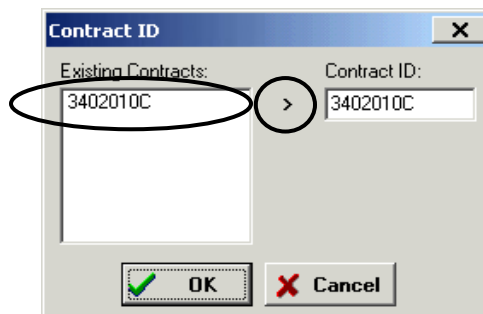 Contract ID
Existing Contracts:
Contract ID:
3402010C
>
3402010C
OK
Cancel